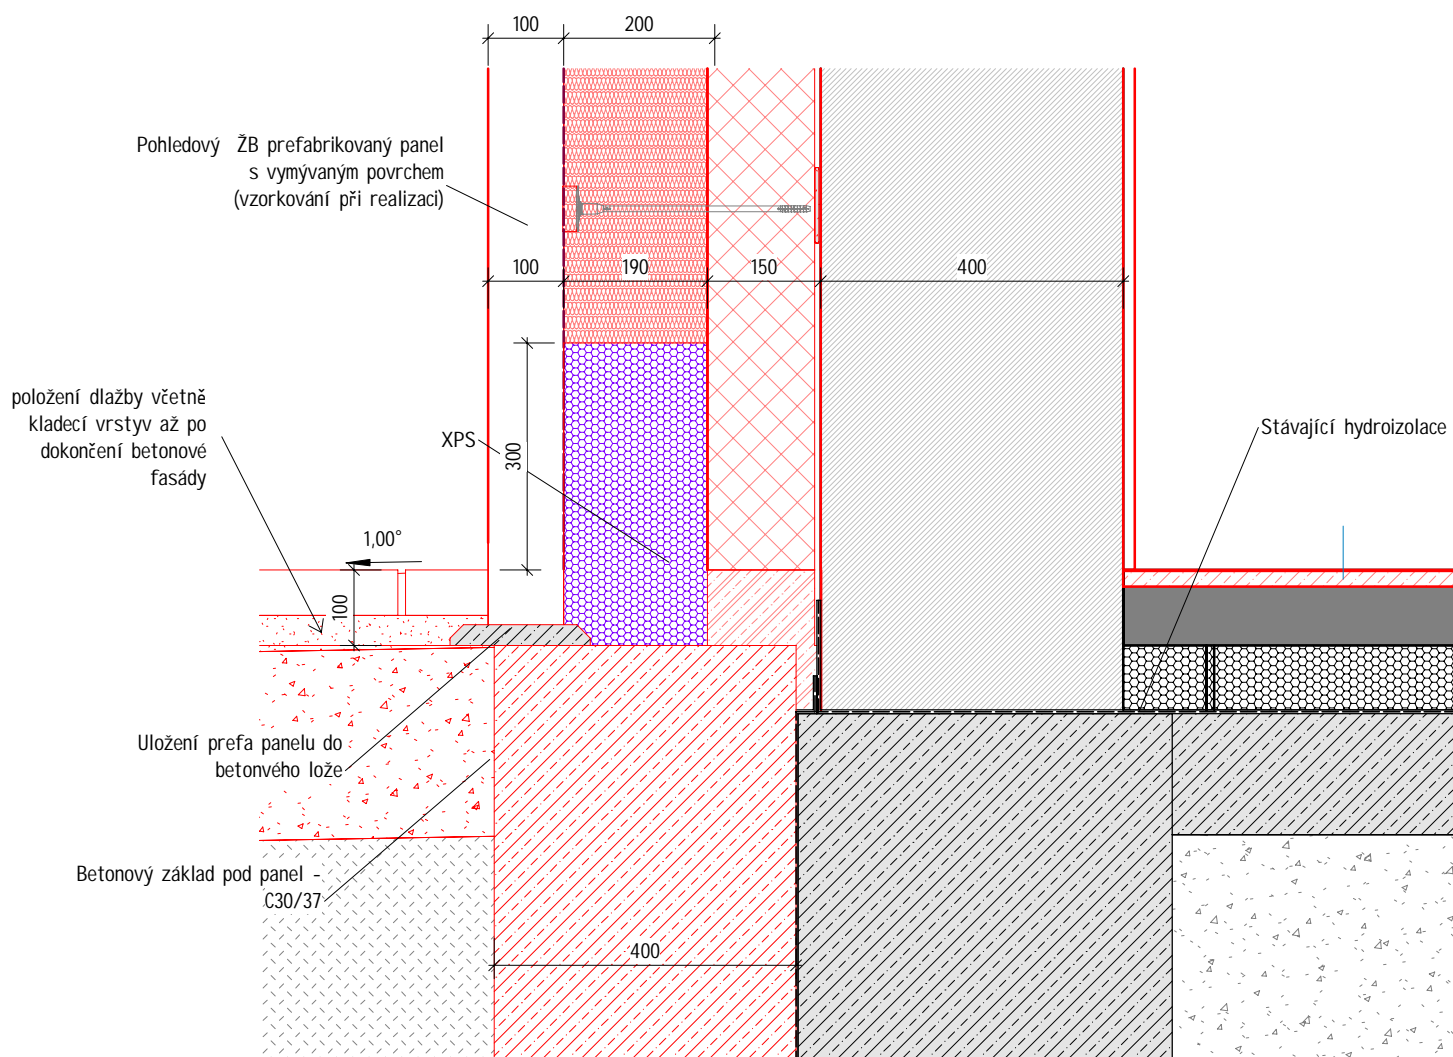 100
200
Pohledový ŽB prefabrikovaný panel
s vymývaným povrchem
(vzorkování při realizaci)
100
190
150
400
položení dlažby včetně
kladecí vrstyv až po
dokončení betonové
fasády
XPS
300
Stávající hydroizolace
1,00°
100
Uložení prefa panelu do
betonvého lože
Betonový základ pod panel -
C30/37
400